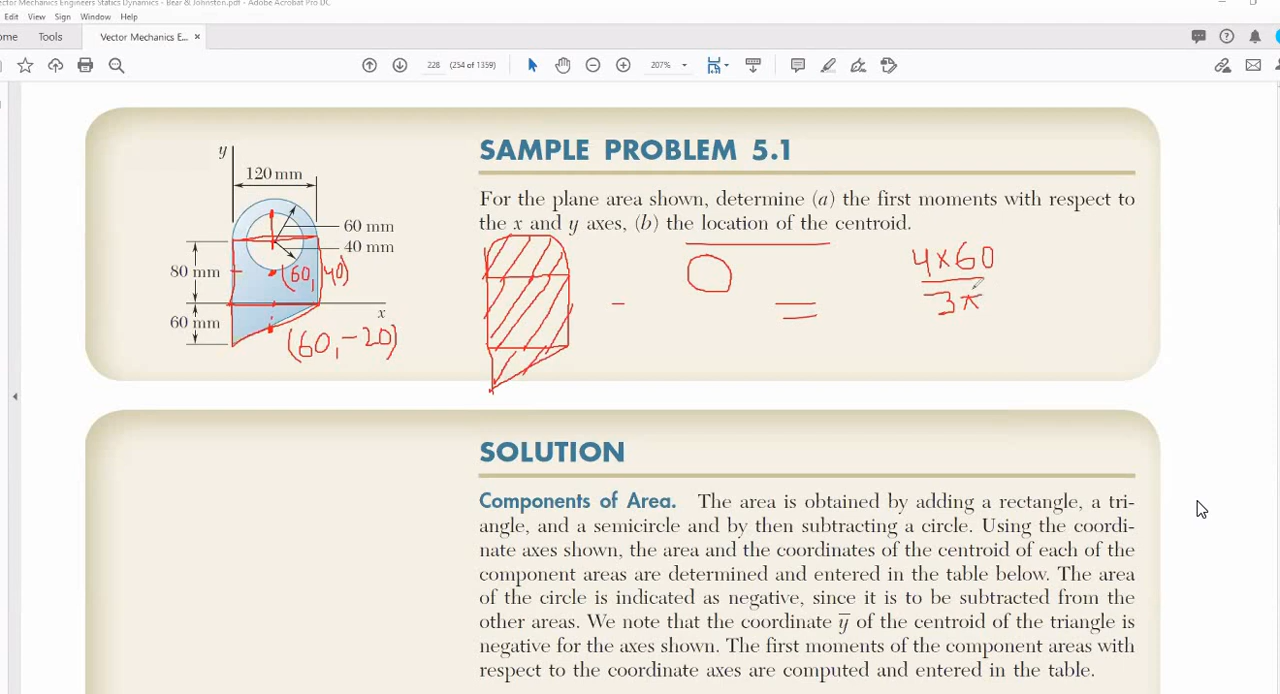 Vector Mechanics Engineers Statics Dynamics - Bear & Johnston.pdf - Adobe Acrobat Pro DC
Edit View Sign Window Help
ome Tools Vector Mechanics E... ×
228 (254 of 1359) 207%
SAMPLE PROBLEM 5.1
For the plane area shown, determine (a) the first moments with respect to
the x and y axes, (b) the location of the centroid.
y
120 mm
60 mm
40 mm
80 mm
60 mm
x
(60, 40)
(60, -20)
−
=
4×60
3π
SOLUTION
Components of Area. The area is obtained by adding a rectangle, a tri-
angle, and a semicircle and by then subtracting a circle. Using the coordi-
nate axes shown, the area and the coordinates of the centroid of each of the
component areas are determined and entered in the table below. The area
of the circle is indicated as negative, since it is to be subtracted from the
other areas. We note that the coordinate y̅ of the centroid of the triangle is
negative for the axes shown. The first moments of the component areas with
respect to the coordinate axes are computed and entered in the table.